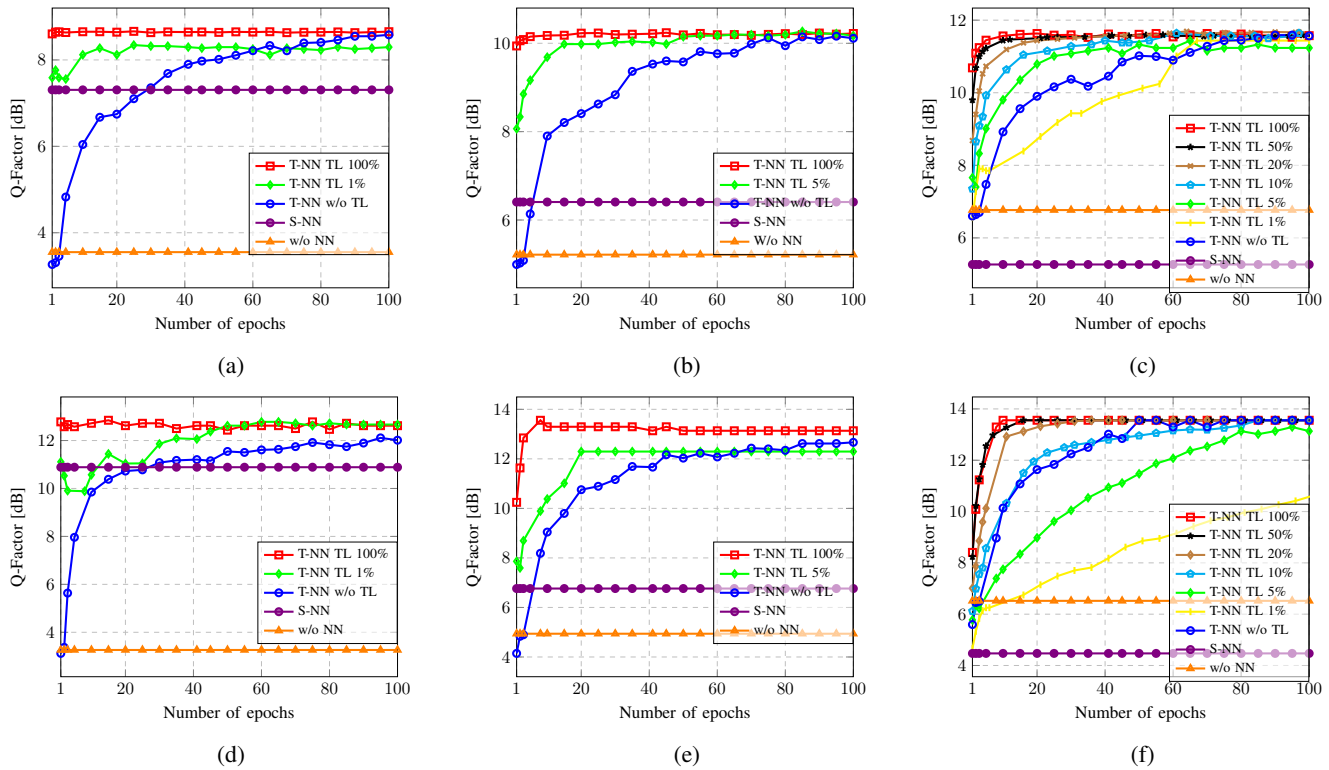 8
6
4
Q-Factor [dB]
T-NN TL 100%
T-NN TL 1%
T-NN w/o TL
S-NN
w/o NN
1 20 40 60 80 100
Number of epochs
(a)
10
8
6
Q-Factor [dB]
T-NN TL 100%
T-NN TL 5%
T-NN w/o TL
S-NN
W/o NN
1 20 40 60 80 100
Number of epochs
(b)
12
10
8
6
Q-Factor [dB]
T-NN TL 100%
T-NN TL 50%
T-NN TL 20%
T-NN TL 10%
T-NN TL 5%
T-NN TL 1%
T-NN w/o TL
S-NN
w/o NN
1 20 40 60 80 100
Number of epochs
(c)
12
10
8
6
4
Q-Factor [dB]
T-NN TL 100%
T-NN TL 1%
T-NN w/o TL
S-NN
w/o NN
1 20 40 60 80 100
Number of epochs
(d)
14
12
10
8
6
4
Q-Factor [dB]
T-NN TL 100%
T-NN TL 5%
T-NN w/o TL
S-NN
w/o NN
1 20 40 60 80 100
Number of epochs
(e)
14
12
10
8
6
4
Q-Factor [dB]
T-NN TL 100%
T-NN TL 50%
T-NN TL 20%
T-NN TL 10%
T-NN TL 5%
T-NN TL 1%
T-NN w/o TL
S-NN
w/o NN
1 20 40 60 80 100
Number of epochs
(f)